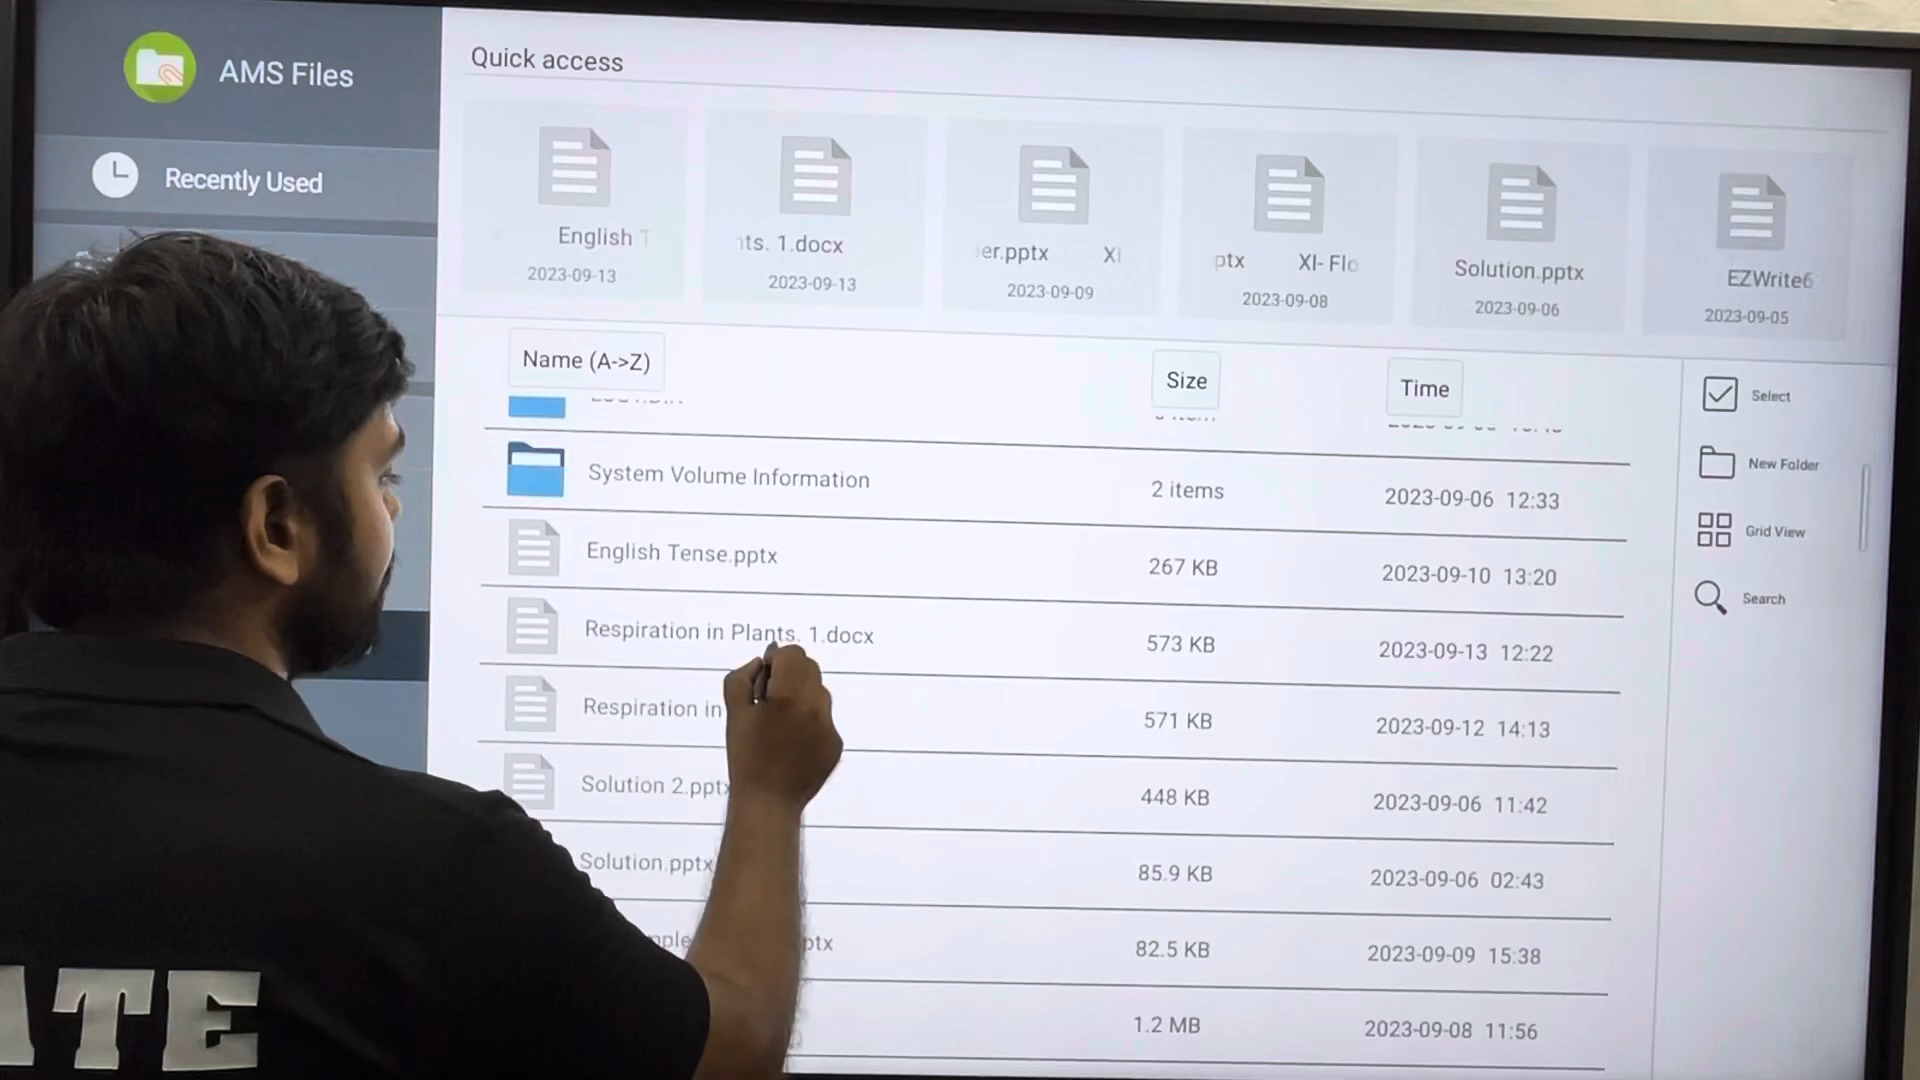 AMS Files
Recently Used
Quick access
English T
2023-09-13
ts. 1.docx
2023-09-13
er.pptx XI
2023-09-09
ptx XI- Flo
2023-09-08
Solution.pptx
2023-09-06
EZWrite6
2023-09-05
Name (A->Z) Size Time
System Volume Information 2 items 2023-09-06 12:33
English Tense.pptx 267 KB 2023-09-10 13:20
Respiration in Plants. 1.docx 573 KB 2023-09-13 12:22
Respiration in 571 KB 2023-09-12 14:13
Solution 2.pptx 448 KB 2023-09-06 11:42
Solution.pptx 85.9 KB 2023-09-06 02:43
ptx 82.5 KB 2023-09-09 15:38
1.2 MB 2023-09-08 11:56
Select
New Folder
Grid View
Search
ATE